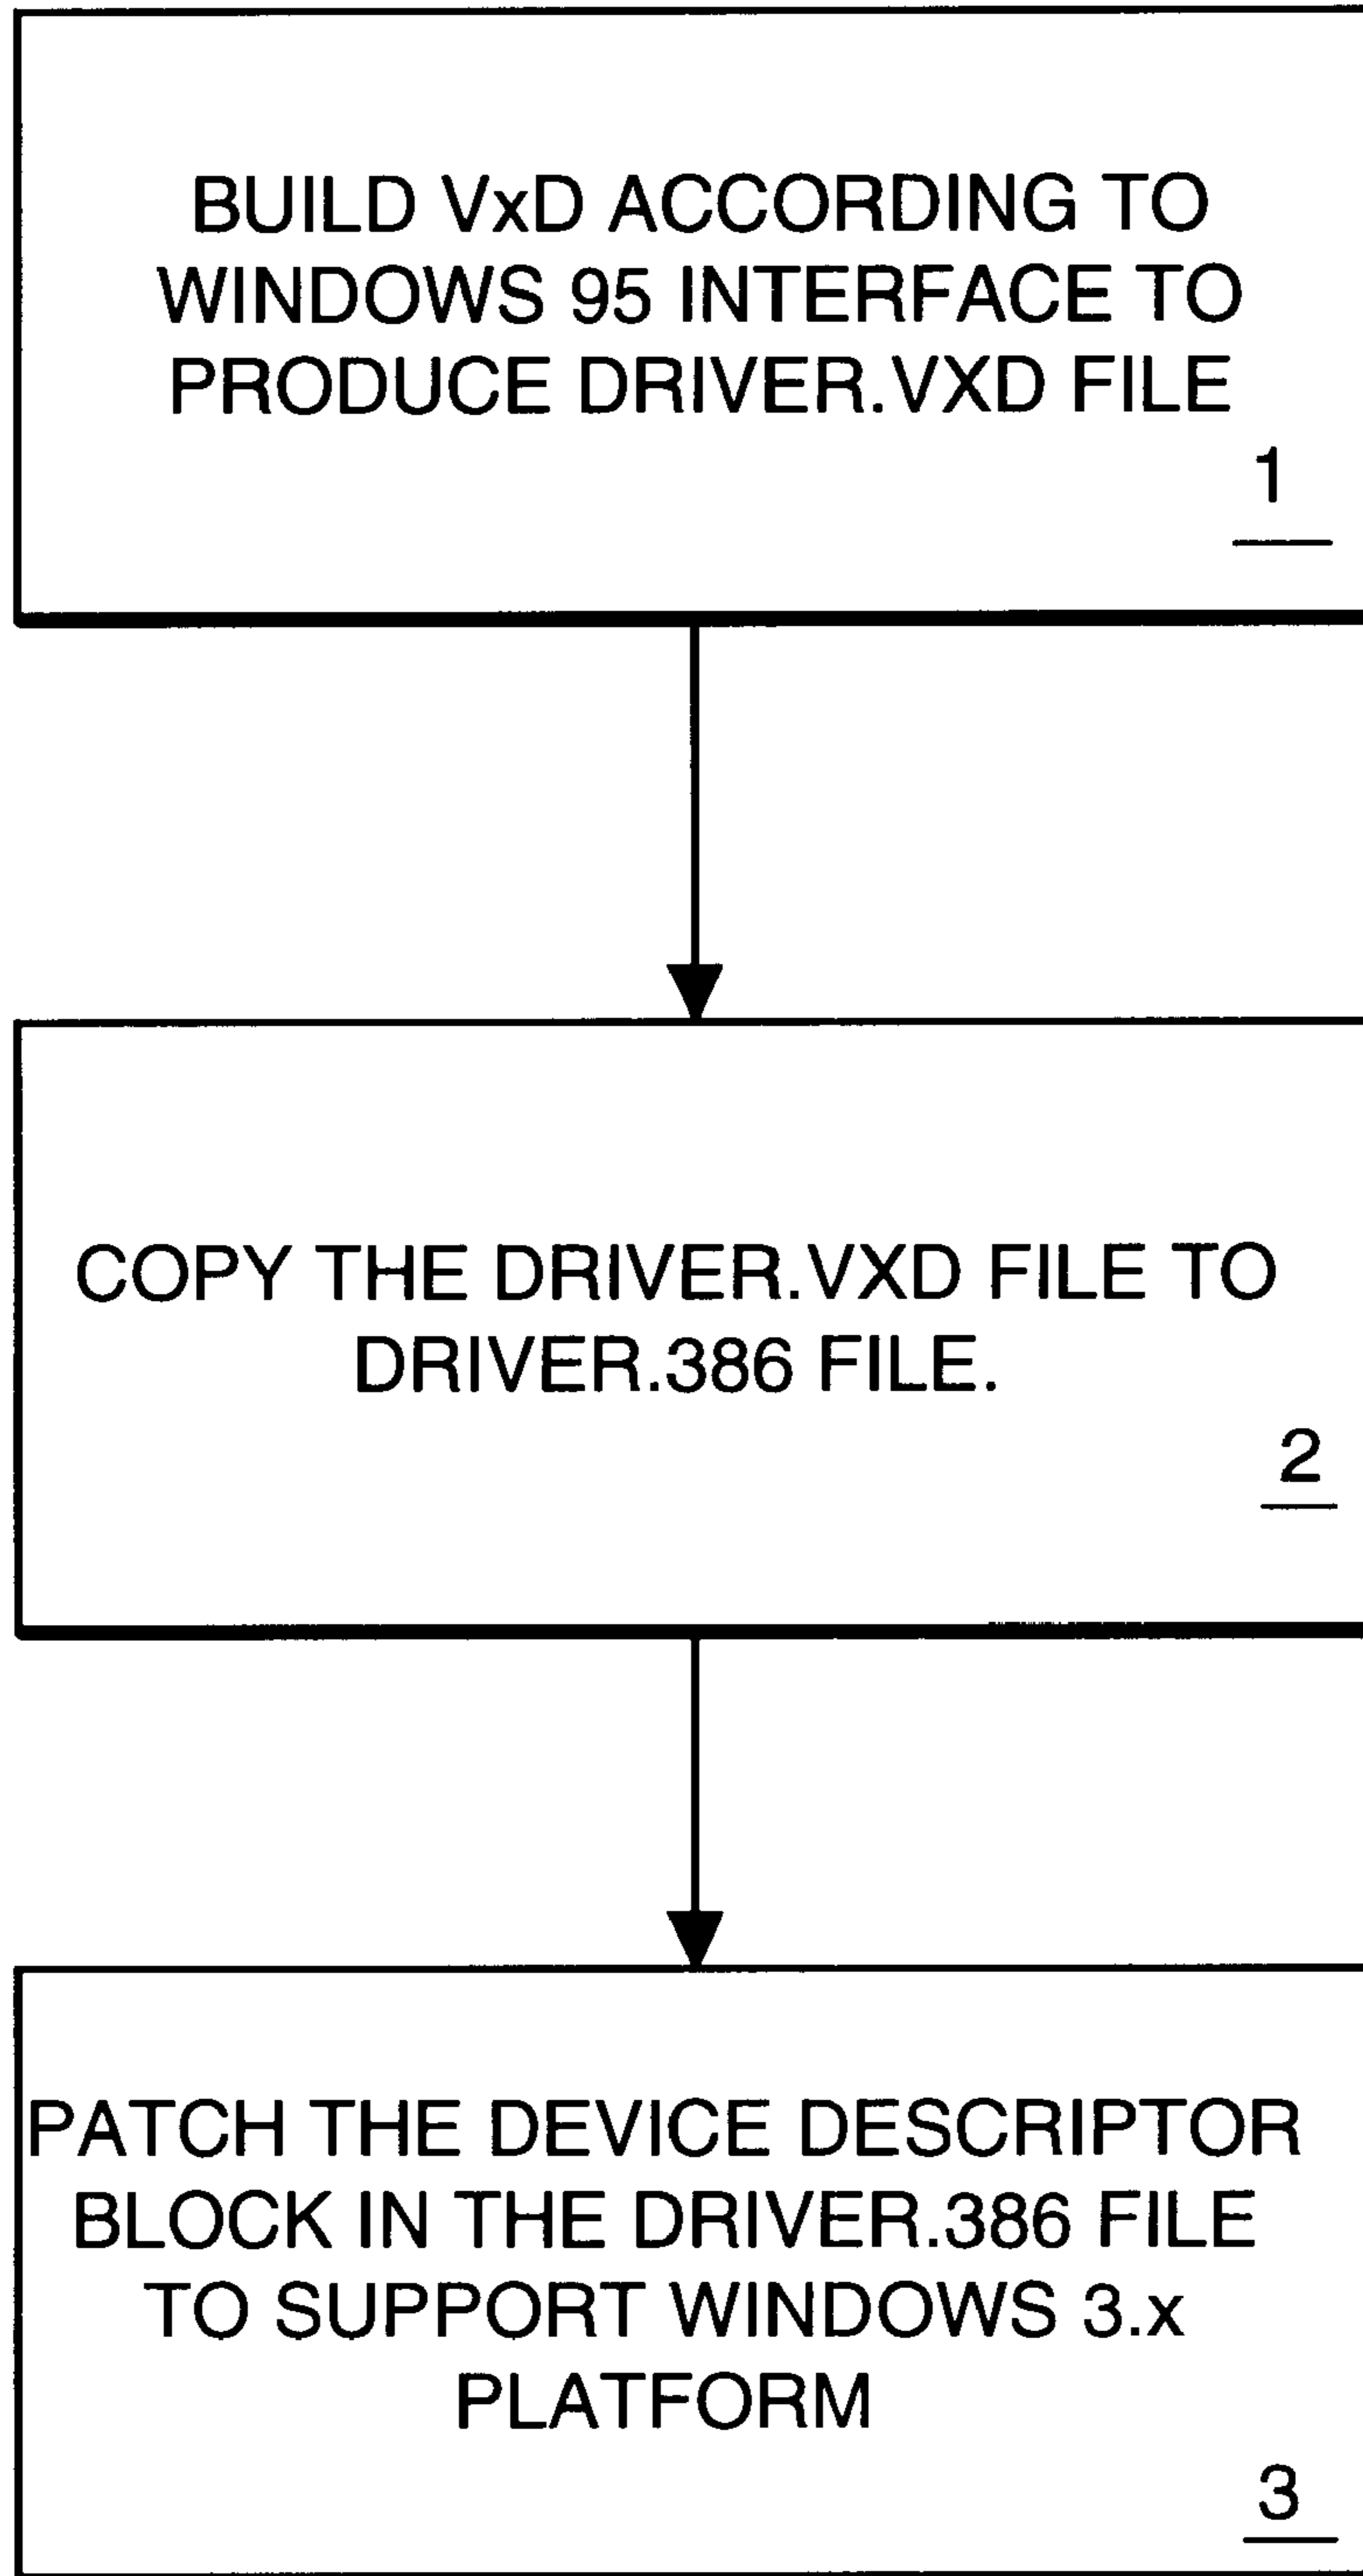 BUILD VxD ACCORDING TO
WINDOWS 95 INTERFACE TO
PRODUCE DRIVER.VXD FILE
1
COPY THE DRIVER.VXD FILE TO
DRIVER.386 FILE.
2
PATCH THE DEVICE DESCRIPTOR
BLOCK IN THE DRIVER.386 FILE
TO SUPPORT WINDOWS 3.x
PLATFORM
3